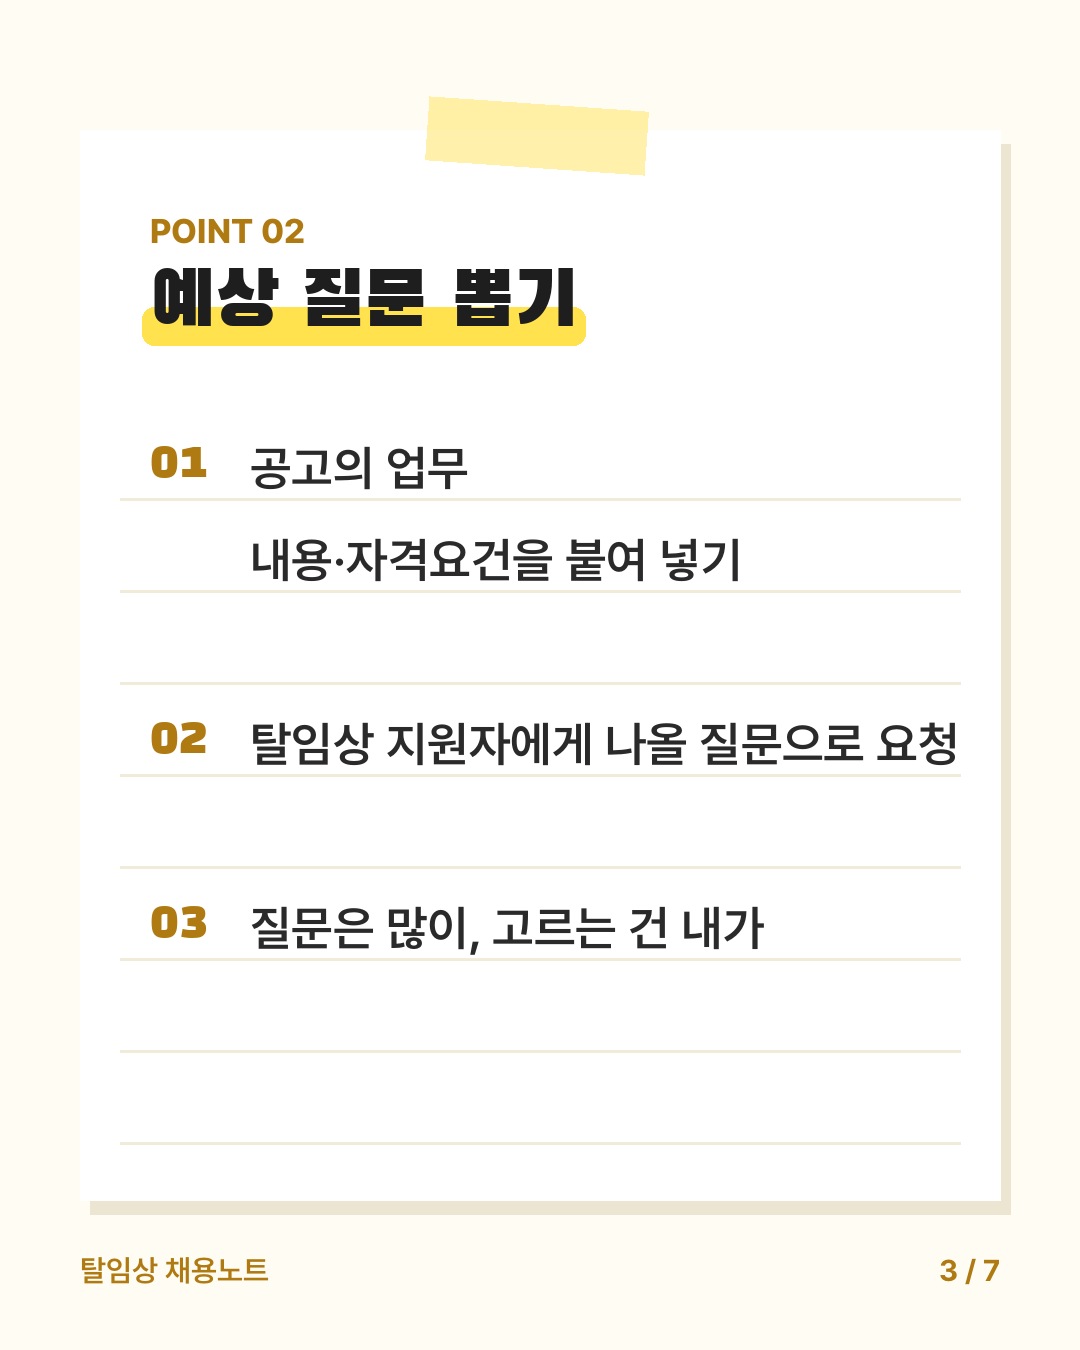 POINT 02
예상 질문 뽑기
01 공고의 업무
내용·자격요건을 붙여 넣기
02 탈임상 지원자에게 나올 질문으로 요청
03 질문은 많이, 고르는 건 내가
탈임상 채용노트
3 / 7